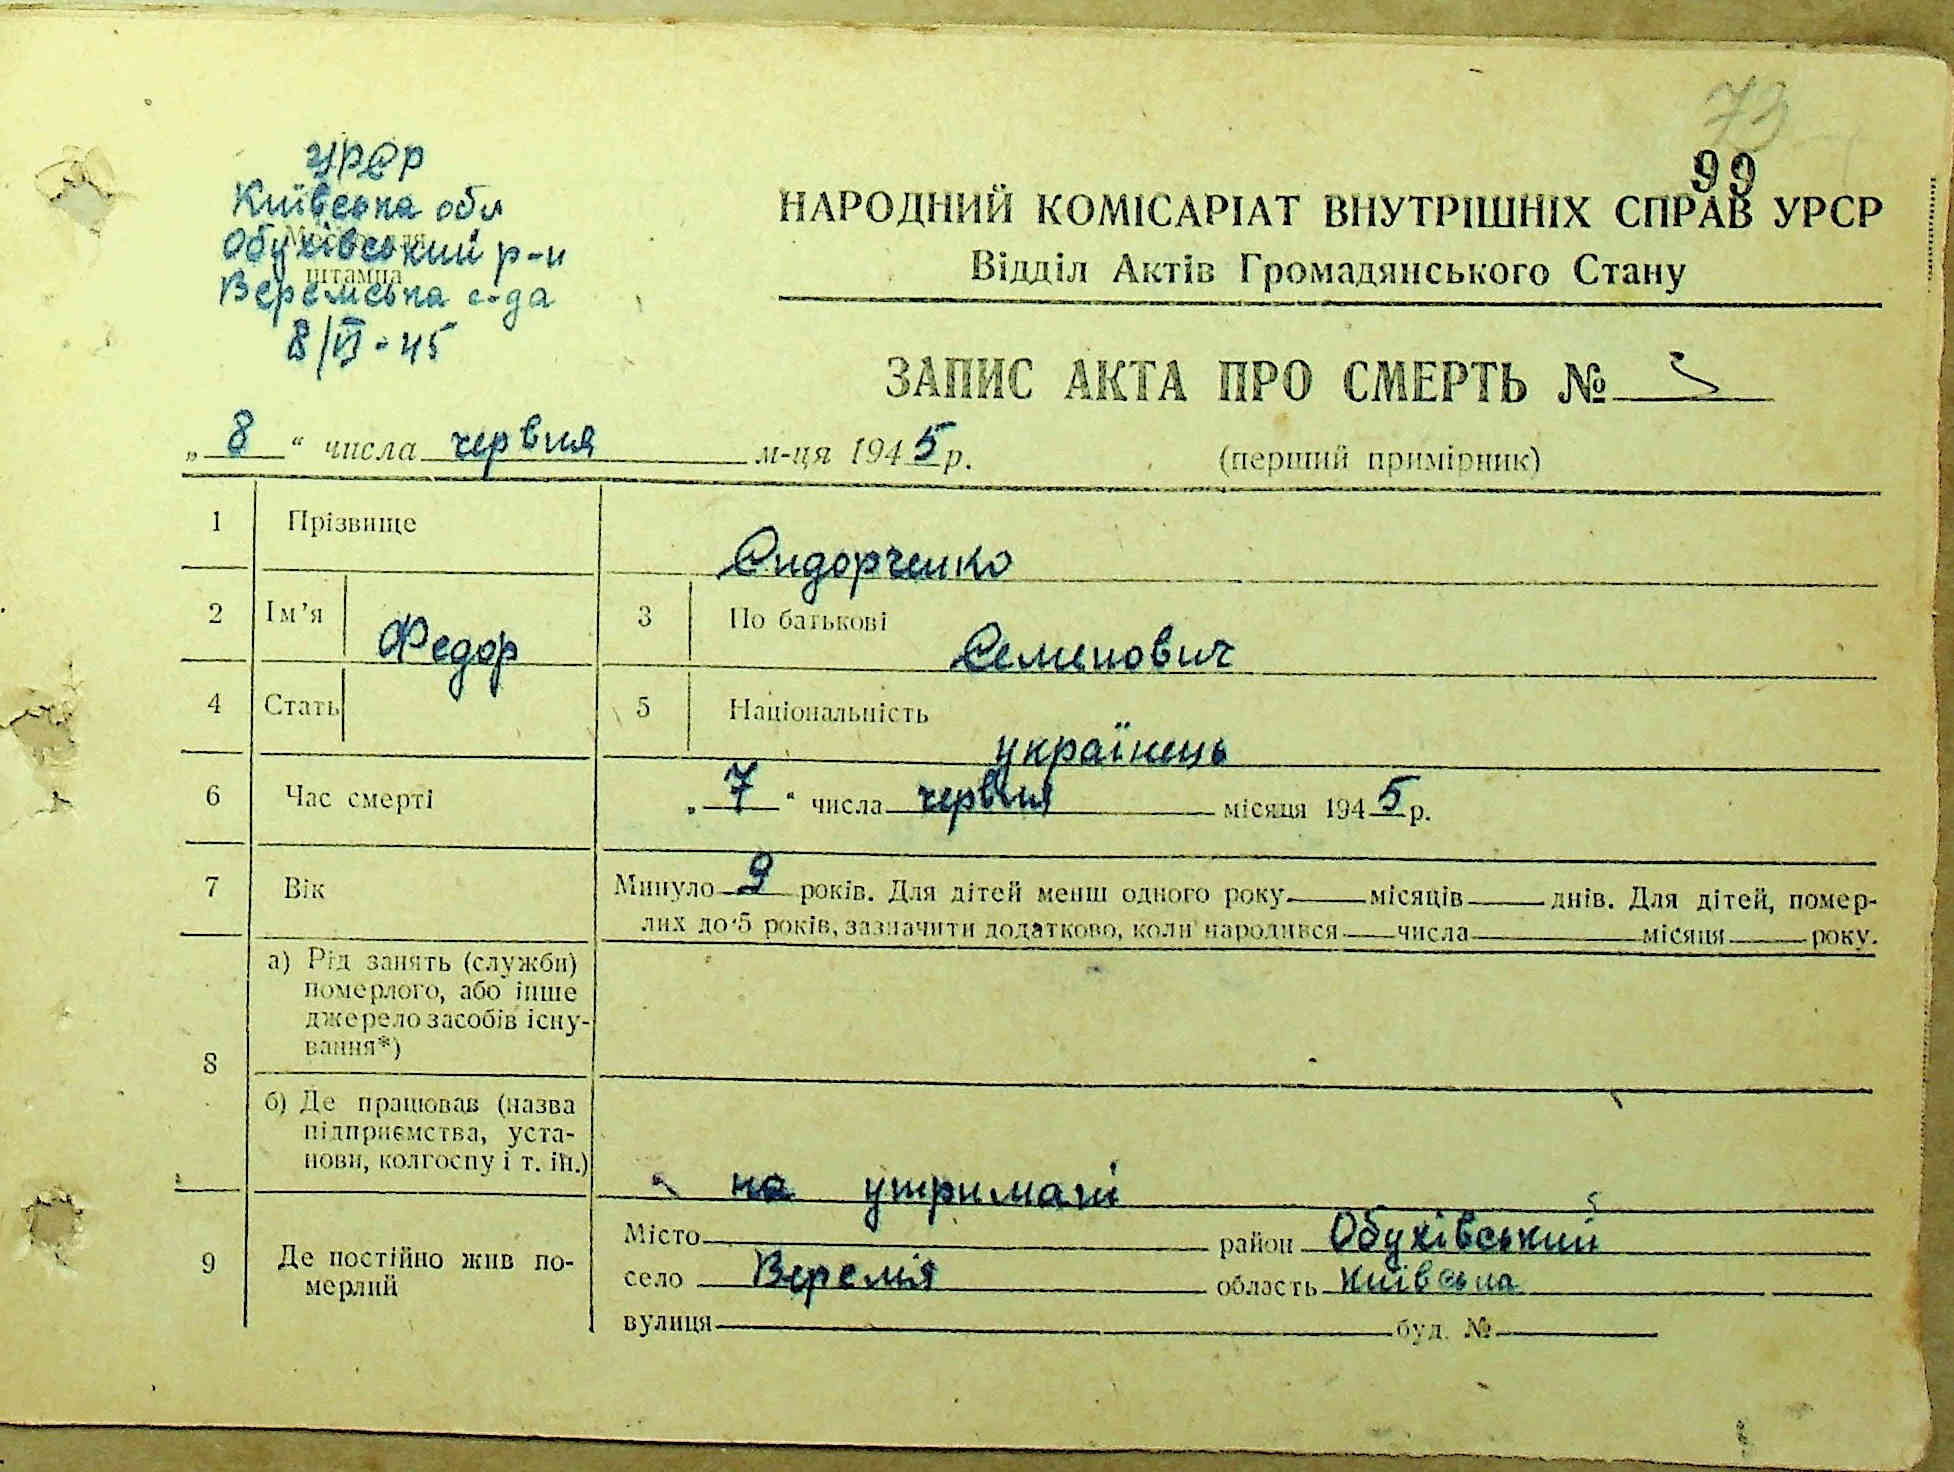 73
99
УРСР
Київська обл
Обухівський р-н
штампа
Веремська с-да
8/VI - 45
НАРОДНИЙ КОМІСАРІАТ ВНУТРІШНІХ СПРАВ УРСР
Відділ Актів Громадянського Стану
ЗАПИС АКТА ПРО СМЕРТЬ № 3
„ 8 “ числа червня м-ця 1945 р. (перший примірник)
1 Прізвище Сидорченко
2 Ім'я Федор 3 По батькові Семенович
4 Стать 5 Національність українець
6 Час смерті „ 7 “ числа червня місяця 1945 р.
7 Вік Минуло 9 років. Для дітей менш одного року місяців днів. Для дітей, помер-
лих до 5 років, зазначити додатково, коли народився числа місяця року.
8 а) Рід занять (служби)
померлого, або інше
джерело засобів існу-
вання*)
б) Де працював (назва
підприємства, уста-
нови, колгоспу і т. ін.)
на утримані
9 Де постійно жив по-
мерлий
Місто район Обухівський
село Веремія область Київська
вулиця буд. №